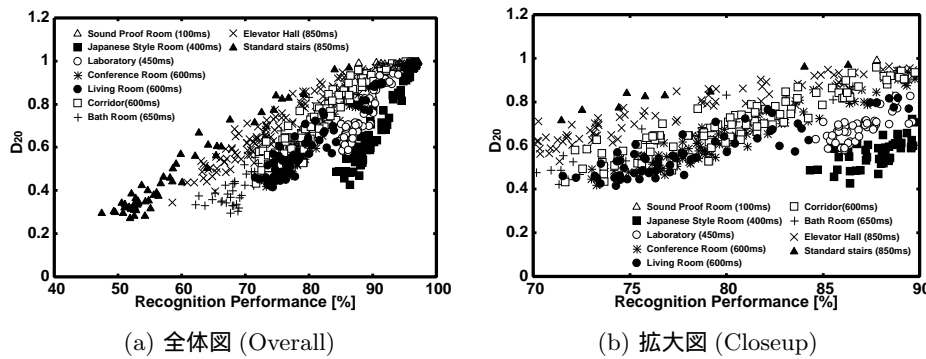 △ Sound Proof Room (100ms)
■ Japanese Style Room (400ms)
○ Laboratory (450ms)
✳ Conference Room (600ms)
● Living Room (600ms)
□ Corridor(600ms)
+ Bath Room (650ms)
× Elevator Hall (850ms)
▲ Standard stairs (850ms)
1.2
1
0.8
0.6
0.4
0.2
0
D20
40 50 60 70 80 90 100
Recognition Performance [%]
(a) 全体図 (Overall)
1.2
1
0.8
0.6
0.4
0.2
0
D20
△ Sound Proof Room (100ms)
■ Japanese Style Room (400ms)
○ Laboratory (450ms)
✳ Conference Room (600ms)
● Living Room (600ms)
□ Corridor(600ms)
+ Bath Room (650ms)
× Elevator Hall (850ms)
▲ Standard stairs (850ms)
70 75 80 85 90
Recognition Performance [%]
(b) 拡大図 (Closeup)